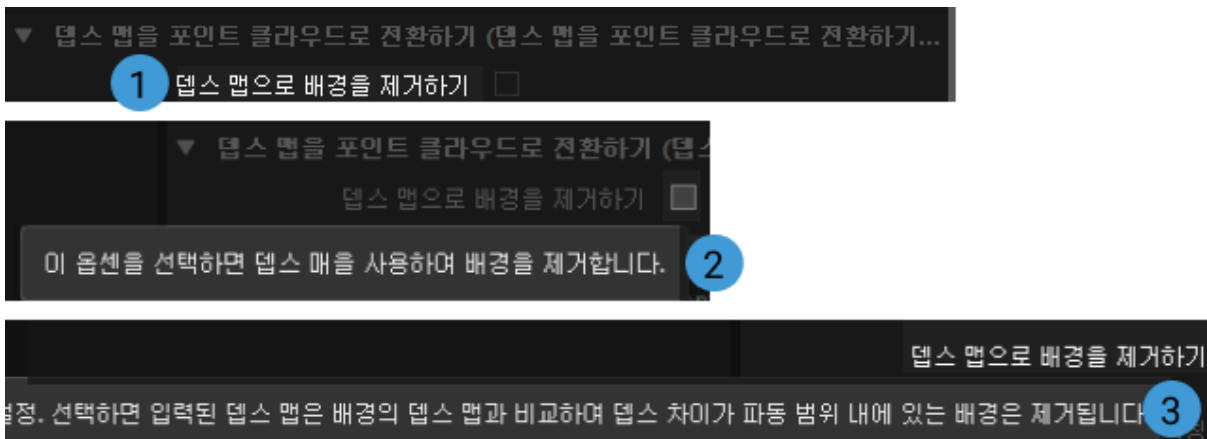 ▼ 뎁스 맵을 포인트 클라우드로 전환하기 (뎁스 맵을 포인트 클라우드로 전환하기...
1 뎁스 맵으로 배경을 제거하기
▼ 뎁스 맵을 포인트 클라우드로 전환하기 (뎁스
뎁스 맵으로 배경을 제거하기
이 옵션을 선택하면 뎁스 매을 사용하여 배경을 제거합니다. 2
뎁스 맵으로 배경을 제거하기
설정. 선택하면 입력된 뎁스 맵은 배경의 뎁스 맵과 비교하여 뎁스 차이가 파동 범위 내에 있는 배경은 제거됩니다 3